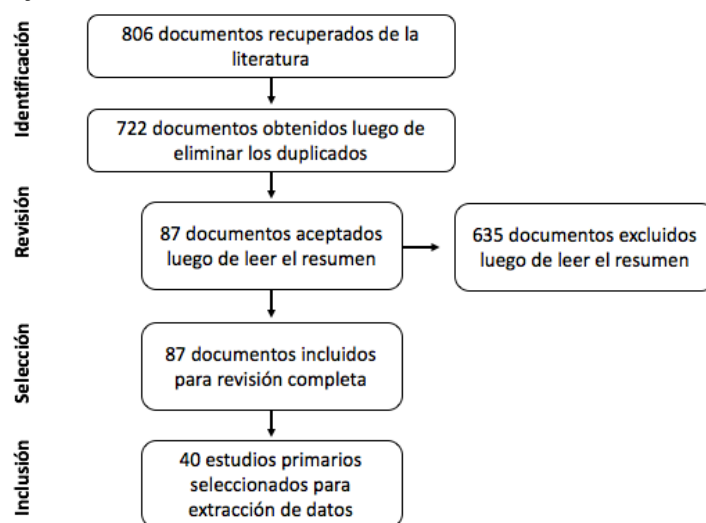 Identificación
806 documentos recuperados de la
literatura
722 documentos obtenidos luego de
eliminar los duplicados
Revisión
87 documentos aceptados
luego de leer el resumen
635 documentos excluidos
luego de leer el resumen
Selección
87 documentos incluidos
para revisión completa
Inclusión
40 estudios primarios
seleccionados para
extracción de datos